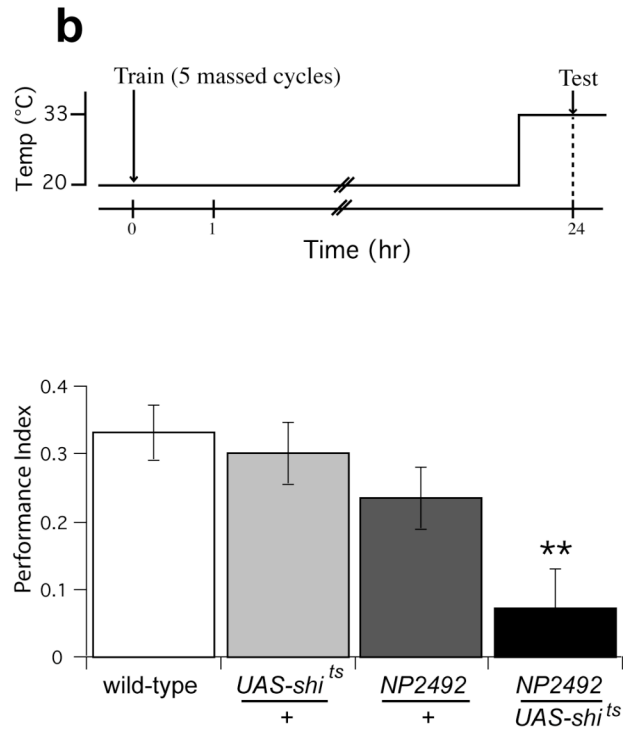 b
Train (5 massed cycles)
Test
Temp (°C)
33
20
0
1
24
Time (hr)
Performance Index
0.4
0.3
0.2
0.1
0
**
wild-type
UAS-shi ts
+
NP2492
+
NP2492
UAS-shi ts